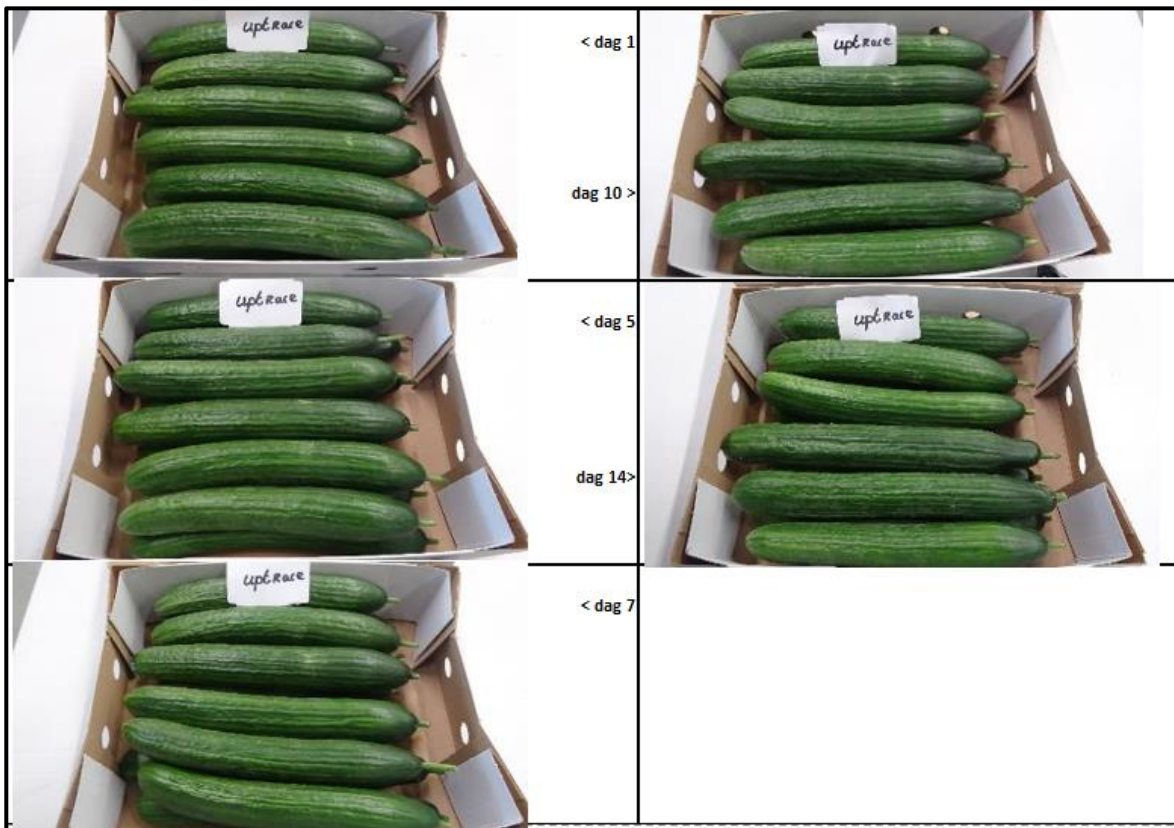 uptRace
< dag 1
uptRace
dag 10 >
uptRace
< dag 5
uptRace
dag 14>
uptRace
< dag 7